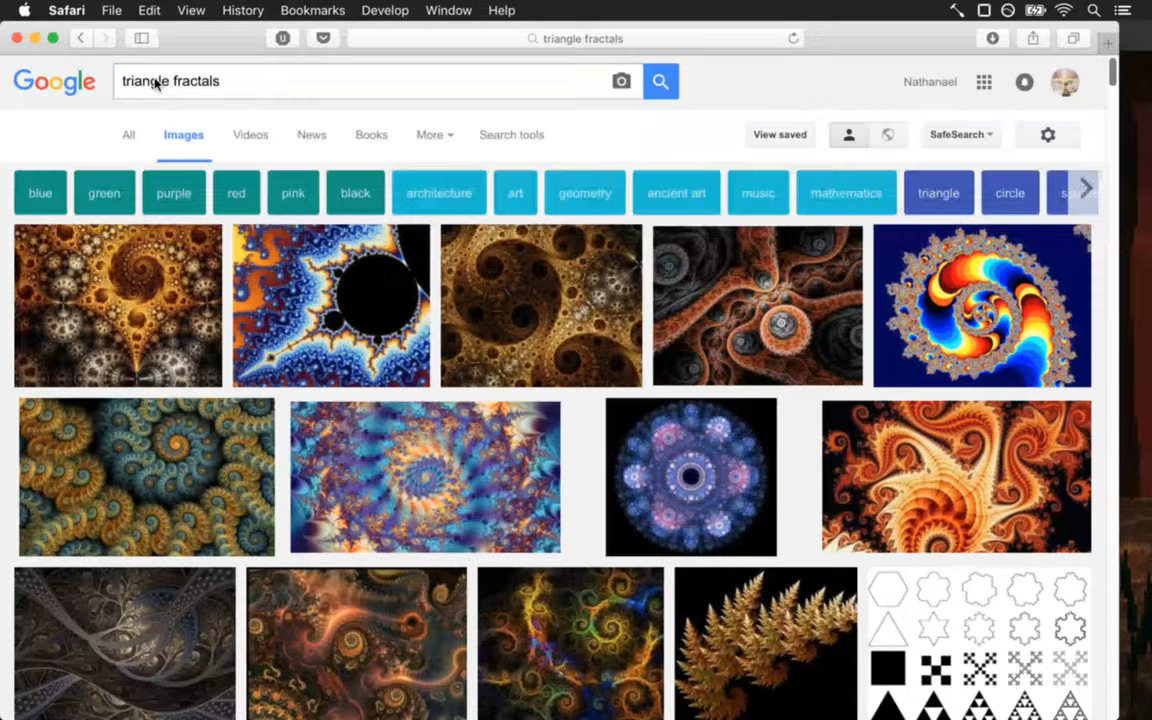 Safari File Edit View History Bookmarks Develop Window Help
triangle fractals
Google triangle fractals Nathanael
All Images Videos News Books More Search tools View saved SafeSearch
blue green purple red pink black architecture art geometry ancient art music mathematics triangle circle